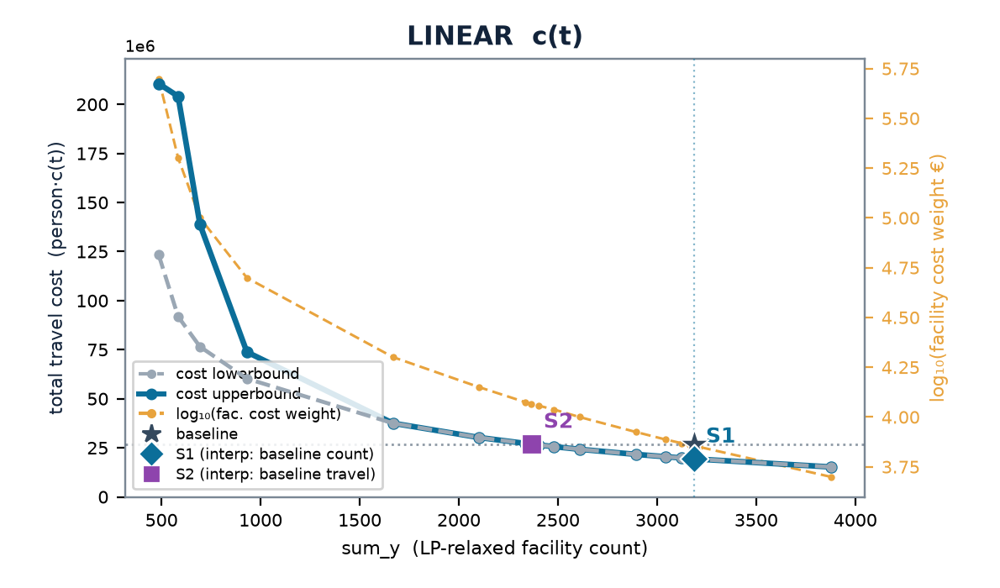 LINEAR c(t)
1e6
total travel cost (person·c(t))
200
175
150
125
100
75
50
25
0
5.75
5.50
5.25
5.00
4.75
4.50
4.25
4.00
3.75
log₁₀(facility cost weight €)
S2
S1
cost lowerbound
cost upperbound
log₁₀(fac. cost weight)
baseline
S1 (interp: baseline count)
S2 (interp: baseline travel)
500
1000
1500
2000
2500
3000
3500
4000
sum_y (LP-relaxed facility count)